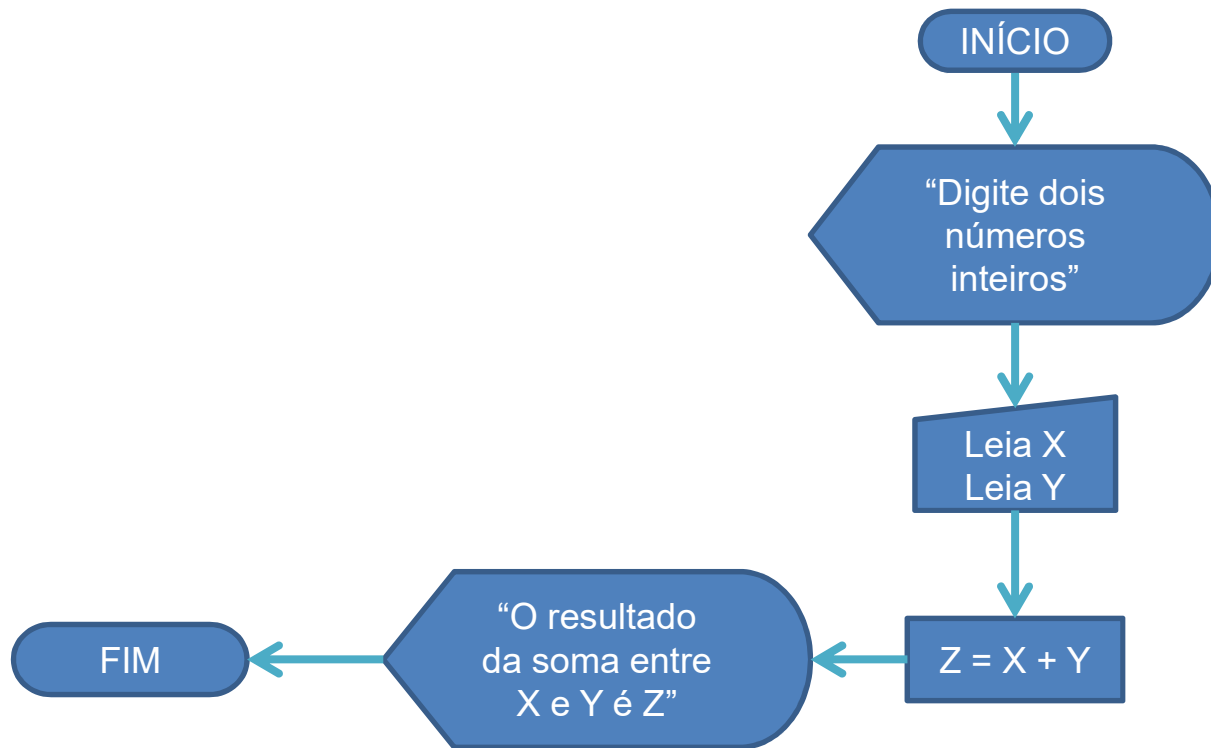 INÍCIO
“Digite dois
números
inteiros”
Leia X
Leia Y
Z = X + Y
“O resultado
da soma entre
X e Y é Z”
FIM